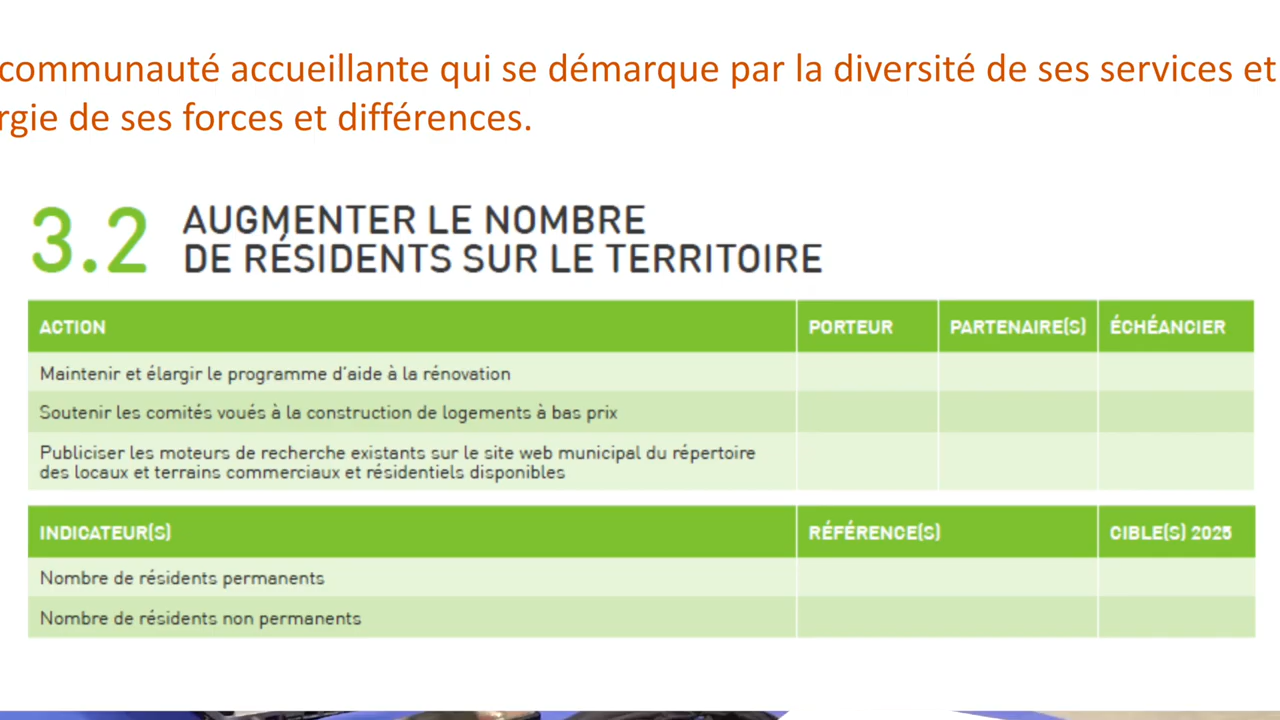 communauté accueillante qui se démarque par la diversité de ses services et
de ses forces et différences.
3.2 AUGMENTER LE NOMBRE
DE RÉSIDENTS SUR LE TERRITOIRE
ACTION PORTEUR PARTENAIRE(S) ÉCHÉANCIER
Maintenir et élargir le programme d'aide à la rénovation
Soutenir les comités voués à la construction de logements à bas prix
Publiciser les moteurs de recherche existants sur le site web municipal du répertoire
des locaux et terrains commerciaux et résidentiels disponibles
INDICATEUR(S) RÉFÉRENCE(S) CIBLE(S) 2025
Nombre de résidents permanents
Nombre de résidents non permanents